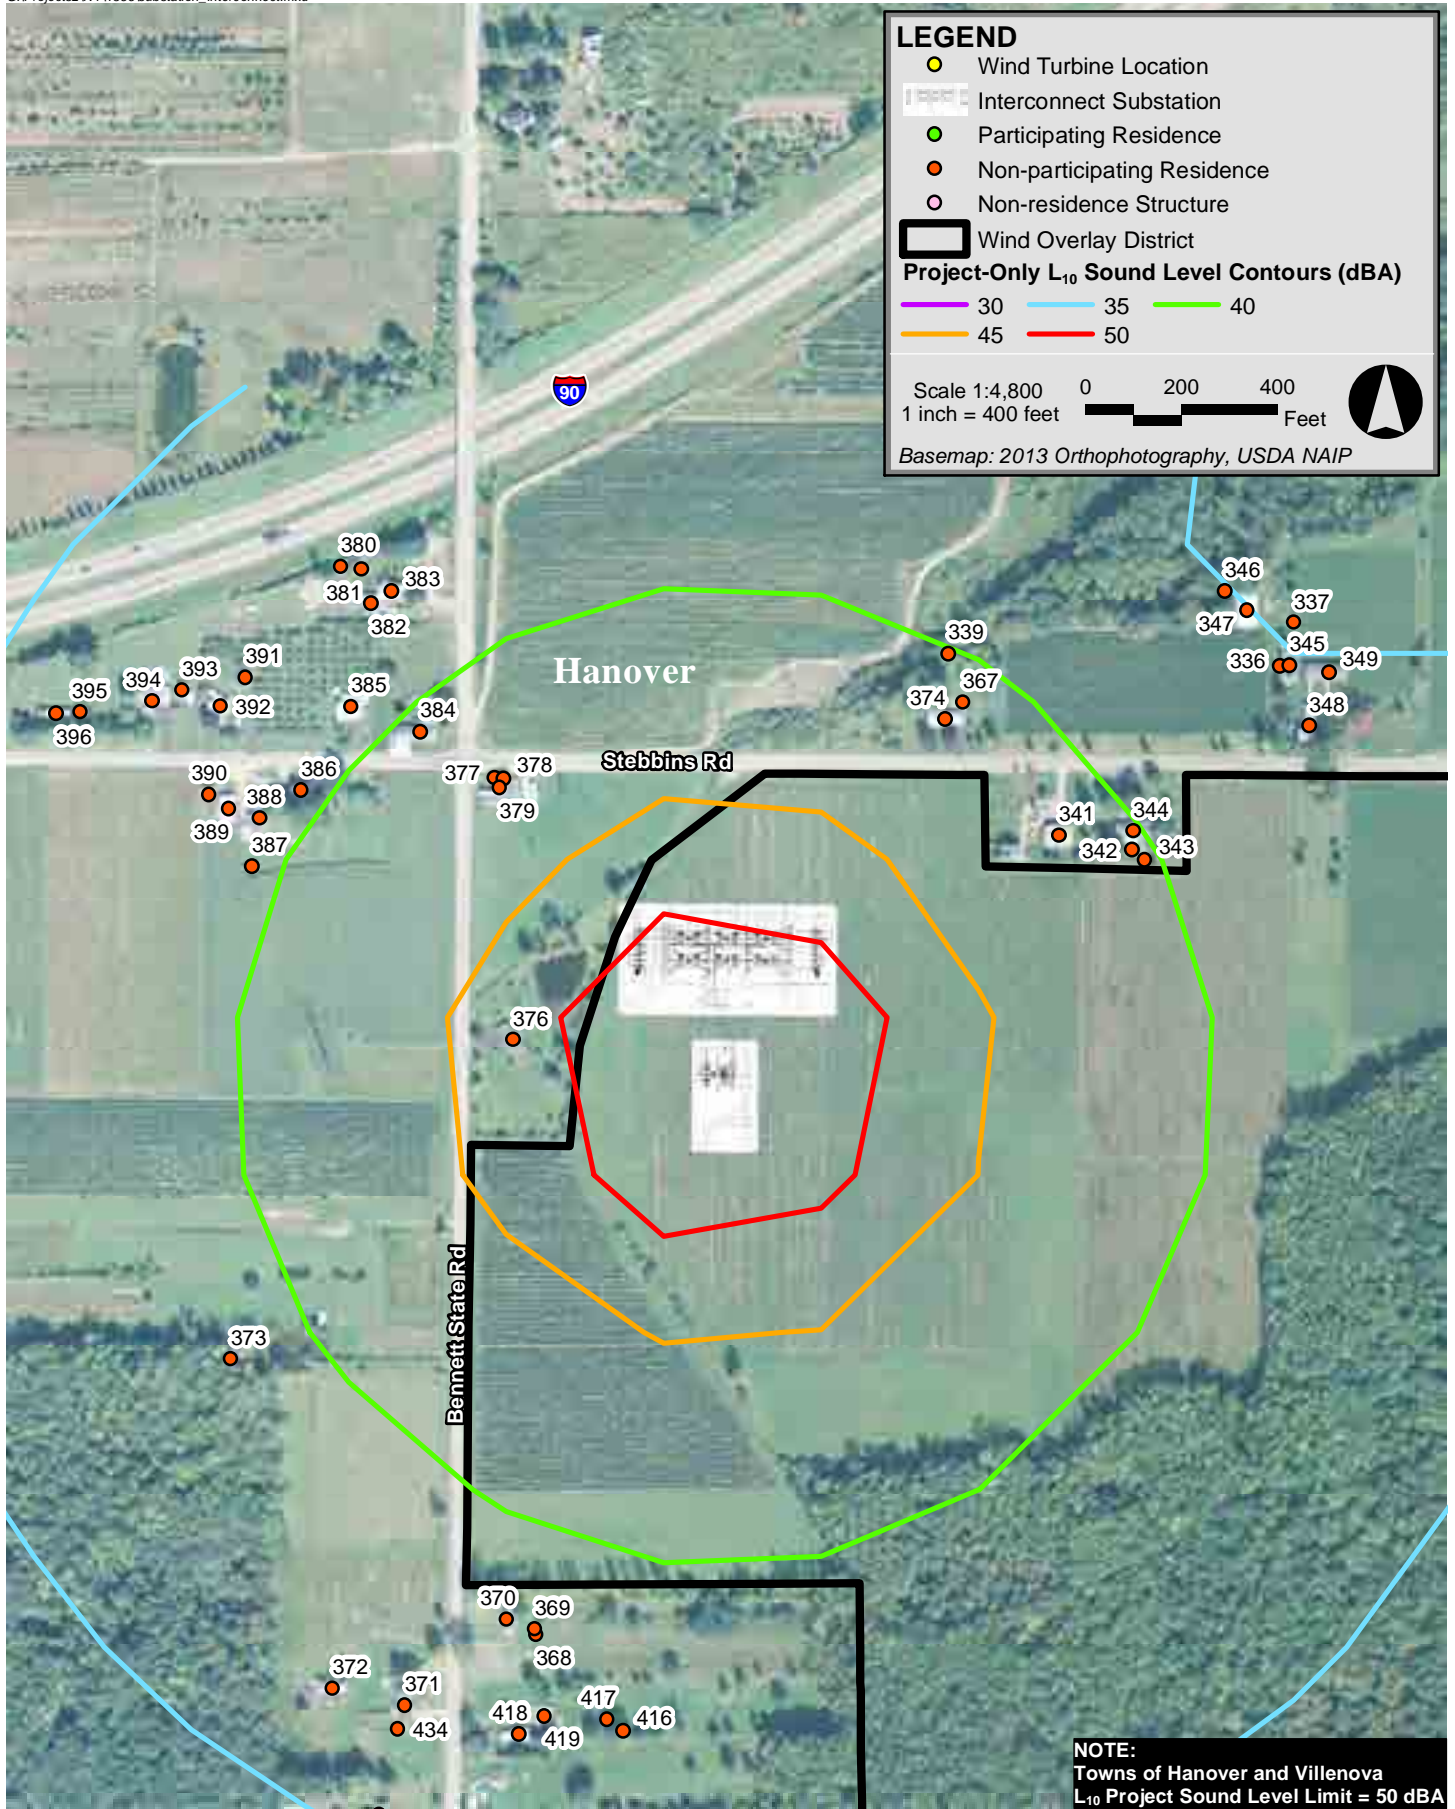 LEGEND
Wind Turbine Location
Interconnect Substation
Participating Residence
Non-participating Residence
Non-residence Structure
Wind Overlay District
Project-Only L10 Sound Level Contours (dBA)
30 35 40
45 50
Scale 1:4,800
1 inch = 400 feet
0 200 400
Feet
Basemap: 2013 Orthophotography, USDA NAIP
90
380
381
383
382
346
347
337
339
Hanover
391
393
394
395
396
392
385
384
367
374
336
345
349
348
Stebbins Rd
377
378
379
390
386
388
389
387
341
344
342
343
376
Bennett State Rd
373
370
369
368
372
371
434
418
419
417
416
NOTE:
Towns of Hanover and Villenova
L10 Project Sound Level Limit = 50 dBA